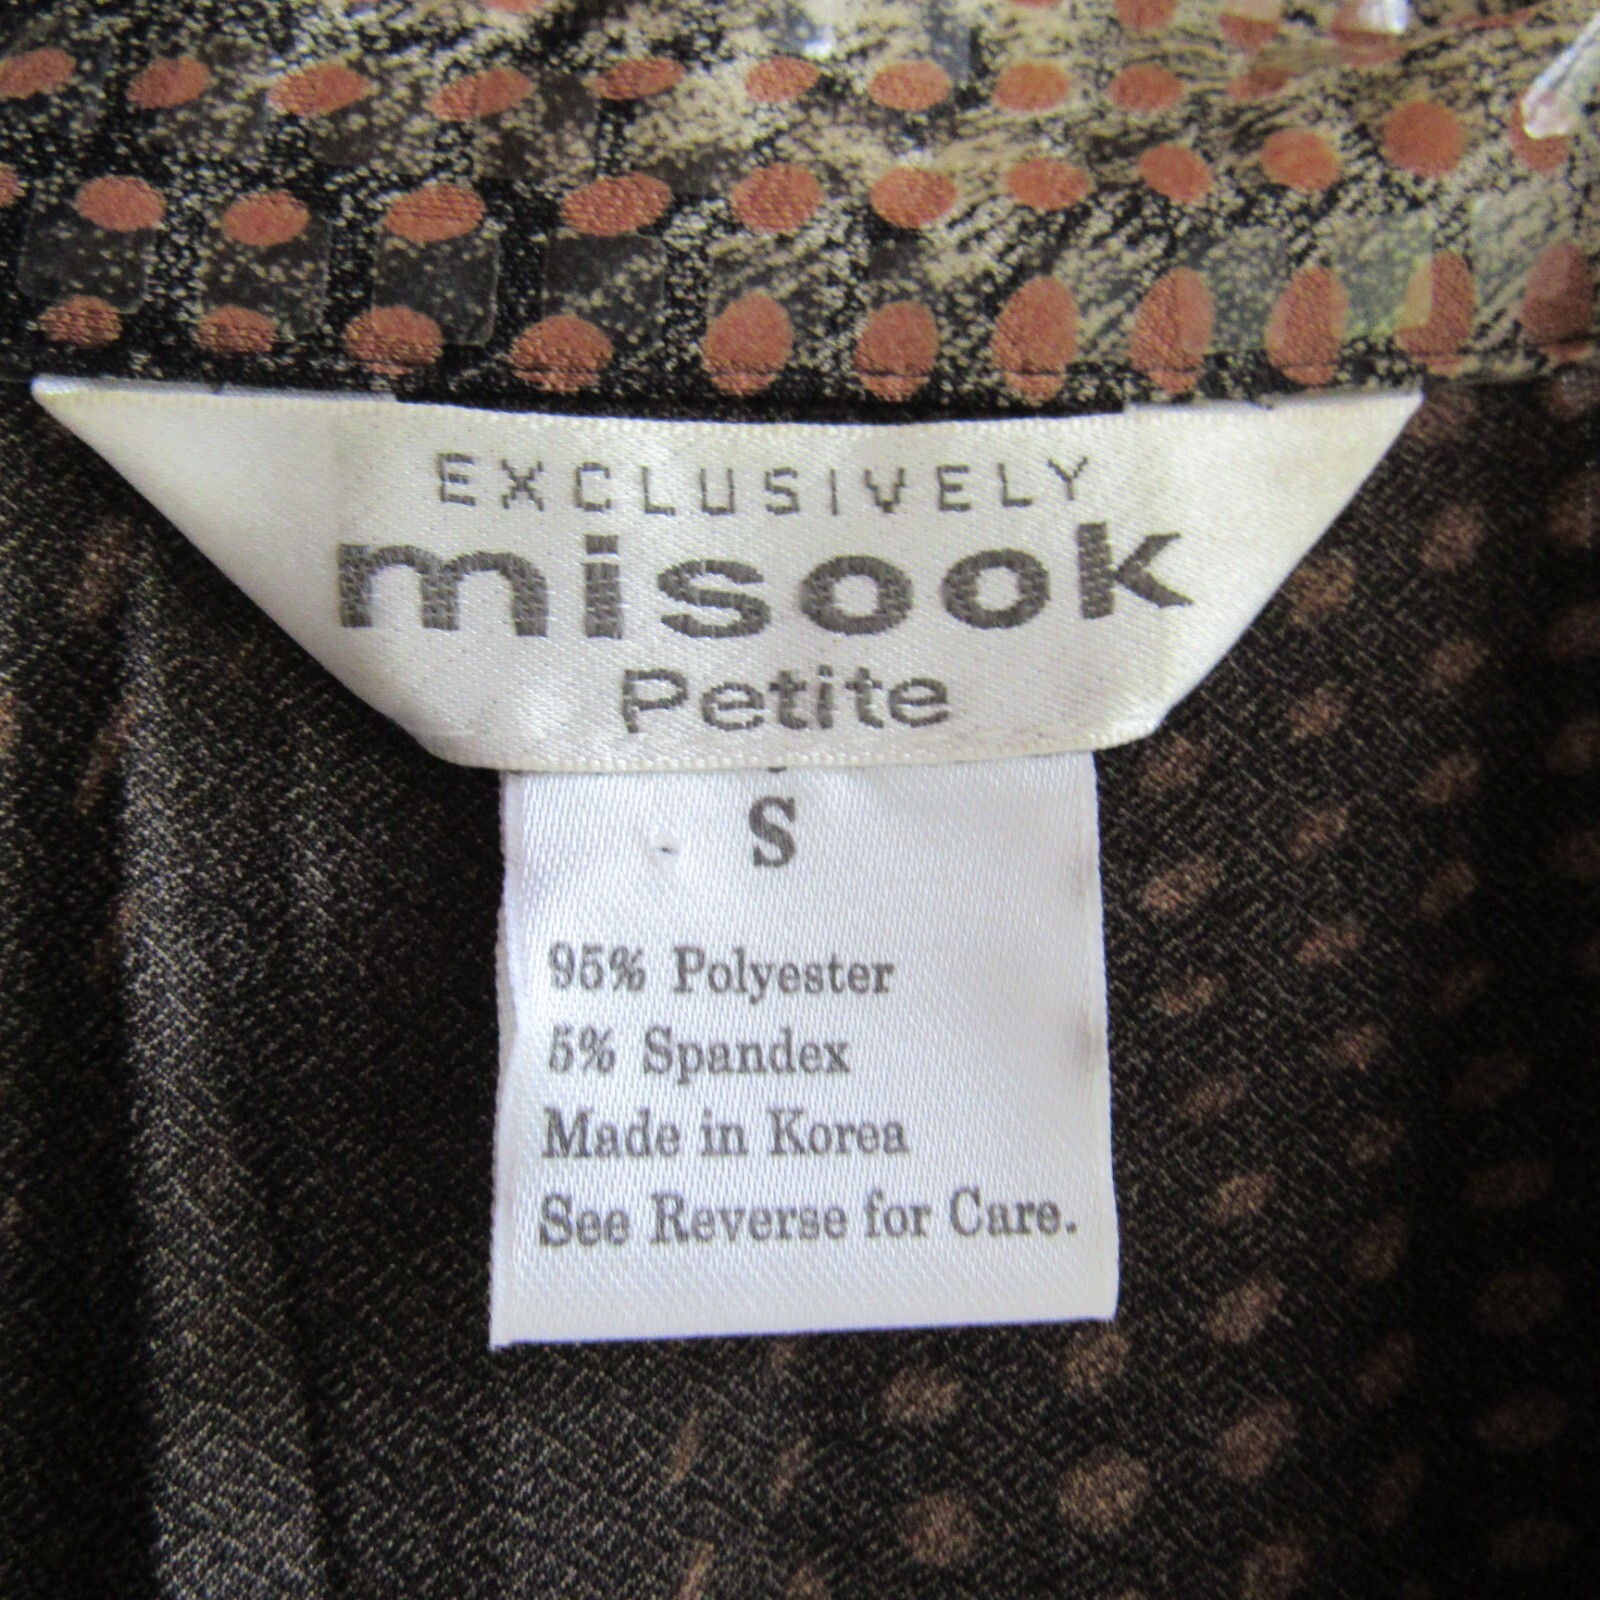 EXCLUSIVELY
misook
Petite
S
95% Polyester
5% Spandex
Made in Korea
See Reverse for Care.